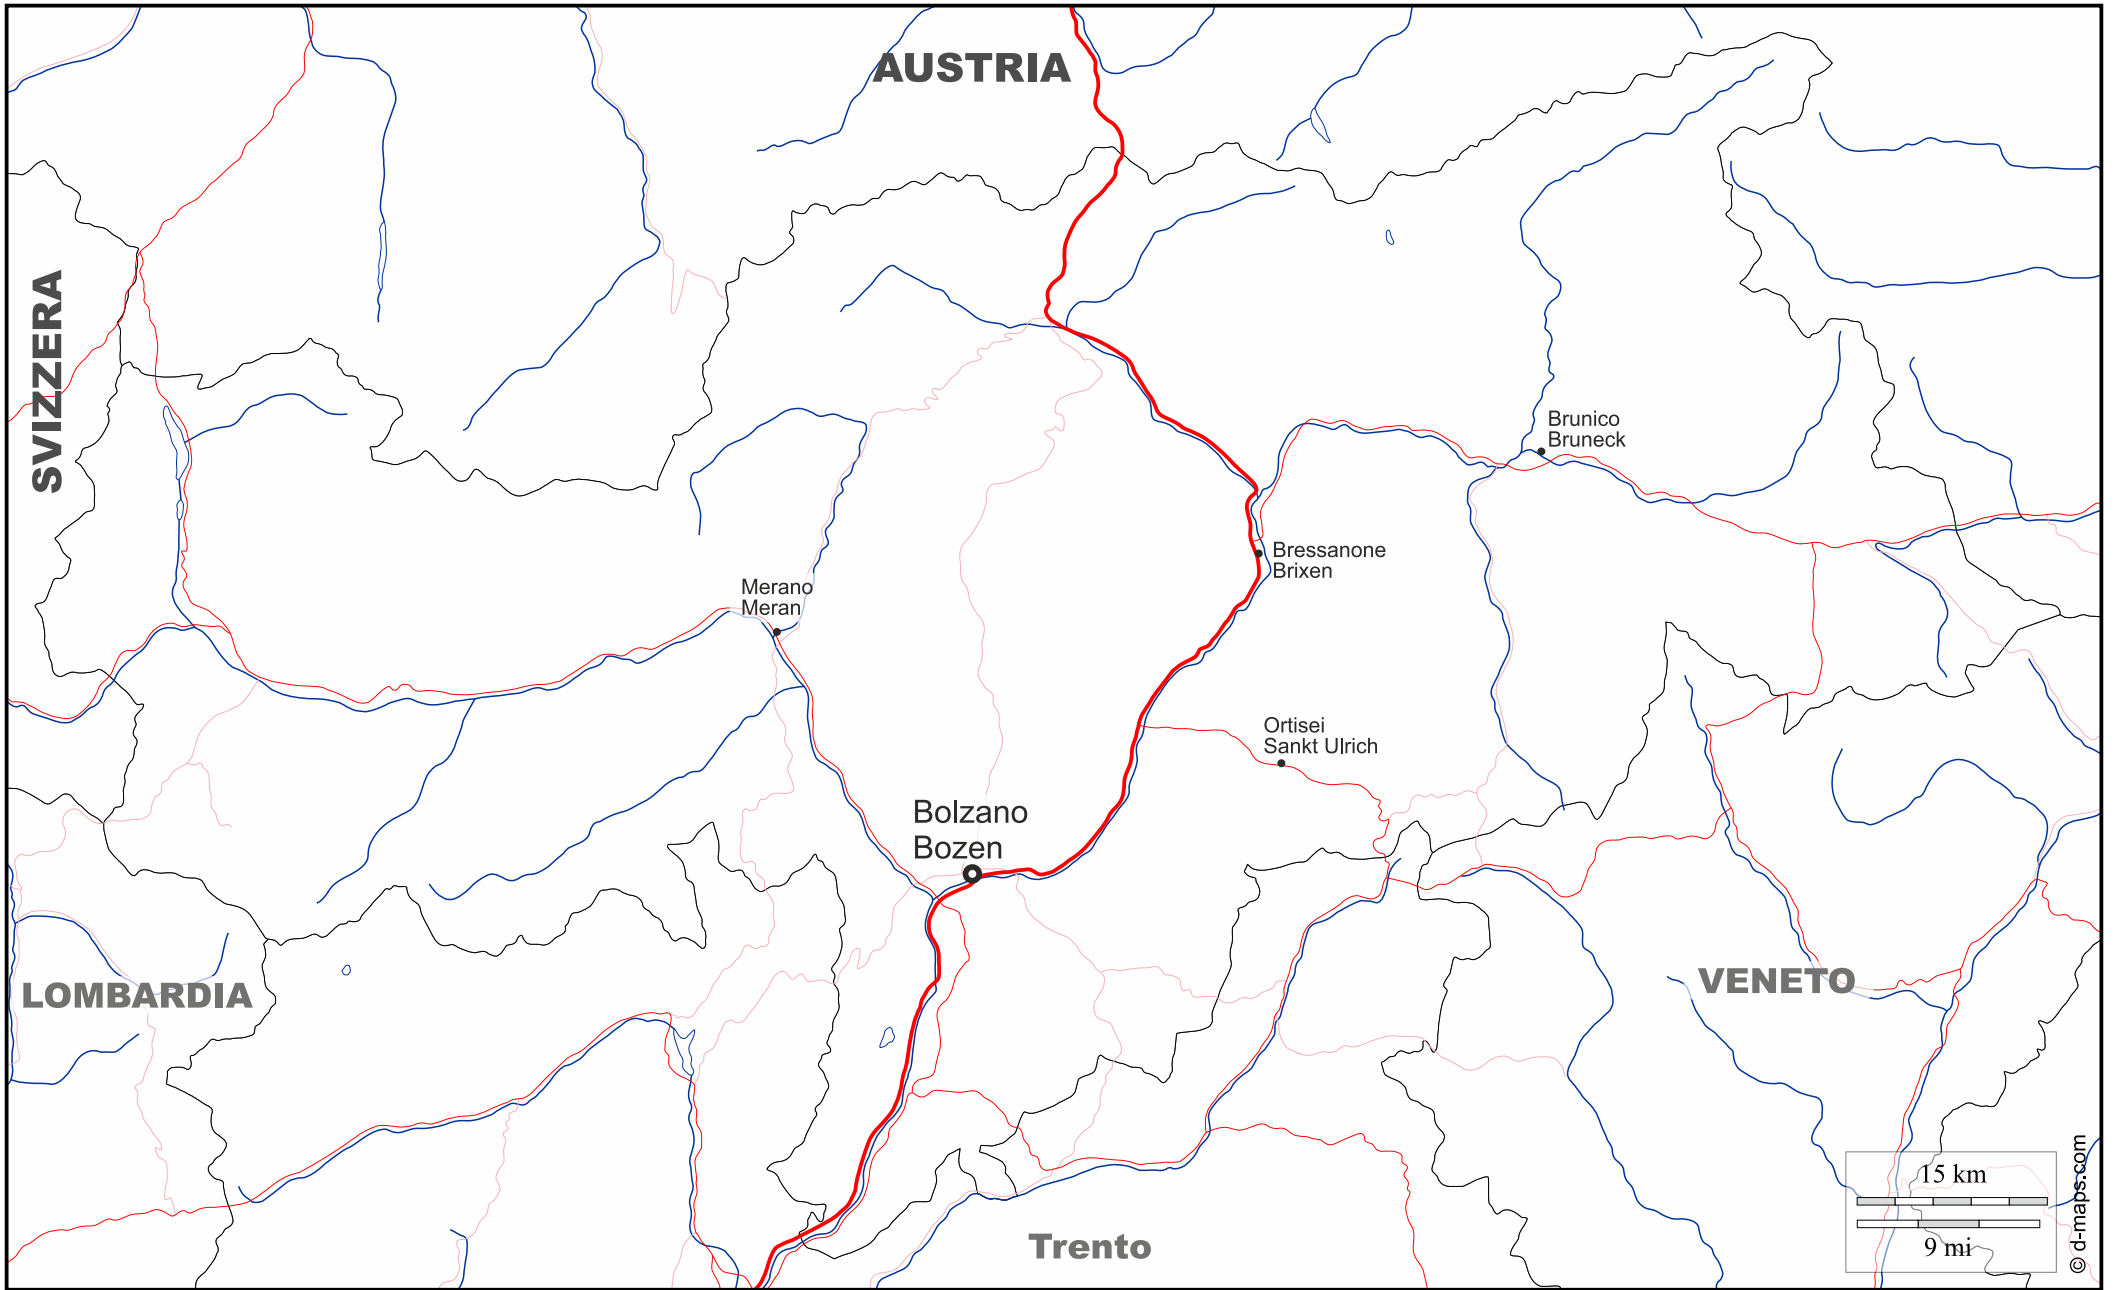 AUSTRIA
SVIZZERA
Brunico
Bruneck
Bressanone
Brixen
Merano
Meran
Ortisei
Sankt Ulrich
Bolzano
Bozen
LOMBARDIA
VENETO
Trento
15 km
9 mi
© d-maps.com